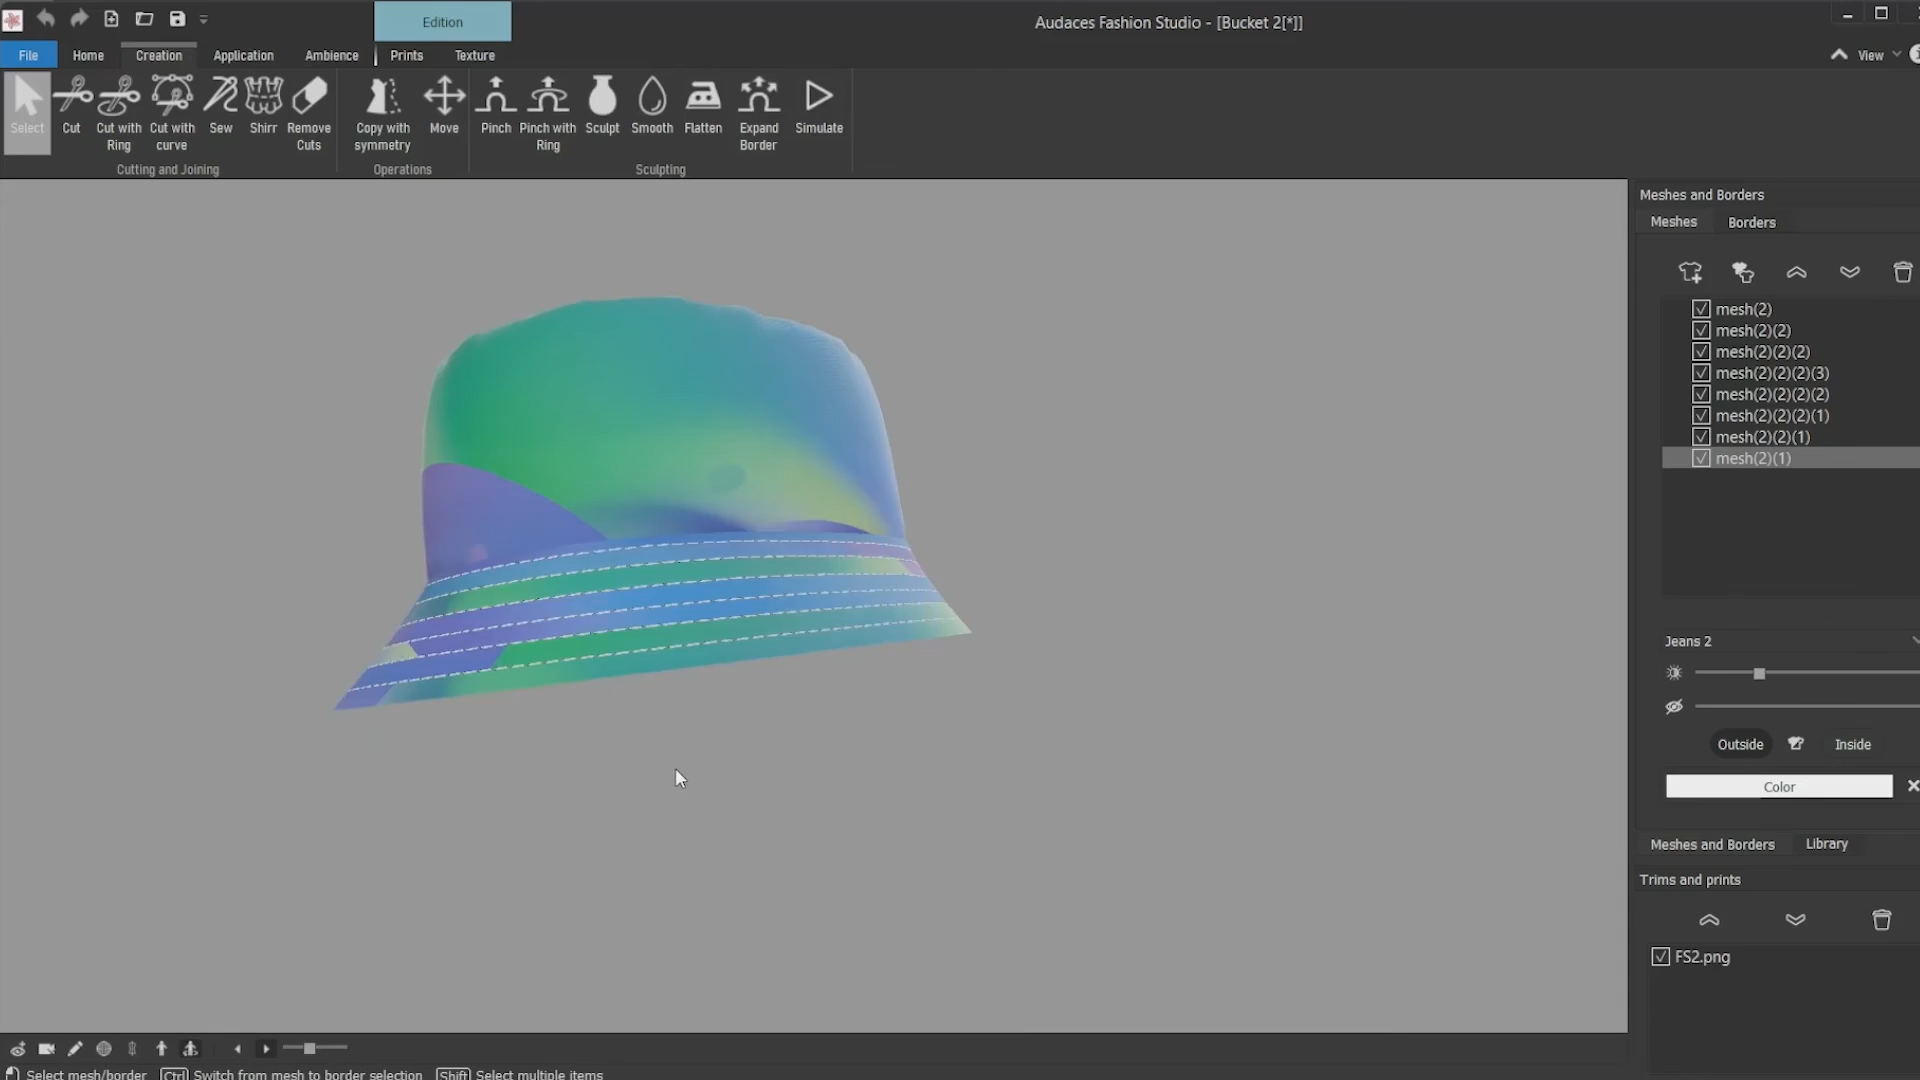 Edition
Audaces Fashion Studio - [Bucket 2[*]]
File Home Creation Application Ambience Prints Texture View
Select Cut Cut with Ring Cut with curve Sew Shirr Remove Cuts Copy with symmetry Move Pinch Pinch with Ring Sculpt Smooth Flatten Expand Border Simulate
Cutting and Joining Operations Sculpting
Meshes and Borders
Meshes Borders
mesh(2)
mesh(2)(2)
mesh(2)(2)(2)
mesh(2)(2)(2)(3)
mesh(2)(2)(2)(2)
mesh(2)(2)(2)(1)
mesh(2)(2)(1)
mesh(2)(1)
Jeans 2
Outside Inside
Color
Meshes and Borders Library
Trims and prints
FS2.png
Select mesh/border Ctrl Switch from mesh to border selection Shift Select multiple items